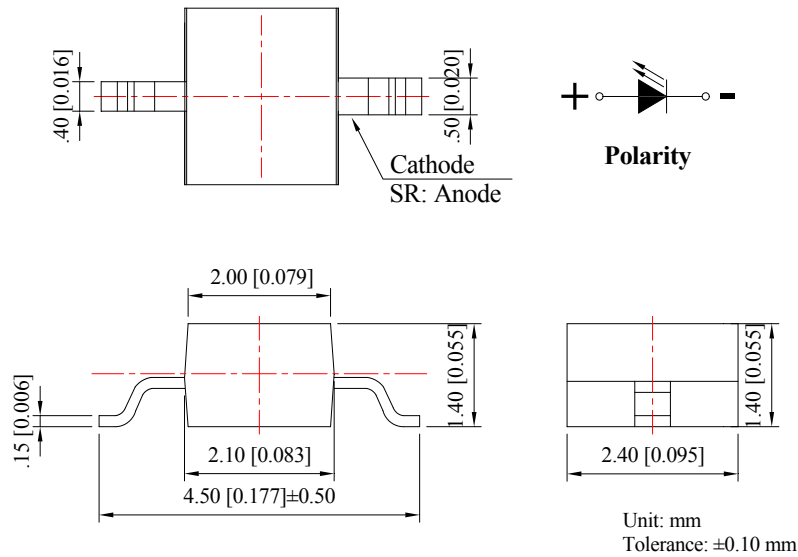 .40 [0.016]
.50 [0.020]
Cathode
SR: Anode
+
-
Polarity
2.00 [0.079]
.15 [0.006]
1.40 [0.055]
1.40 [0.055]
2.10 [0.083]
4.50 [0.177]±0.50
2.40 [0.095]
Unit: mm
Tolerance: ±0.10 mm